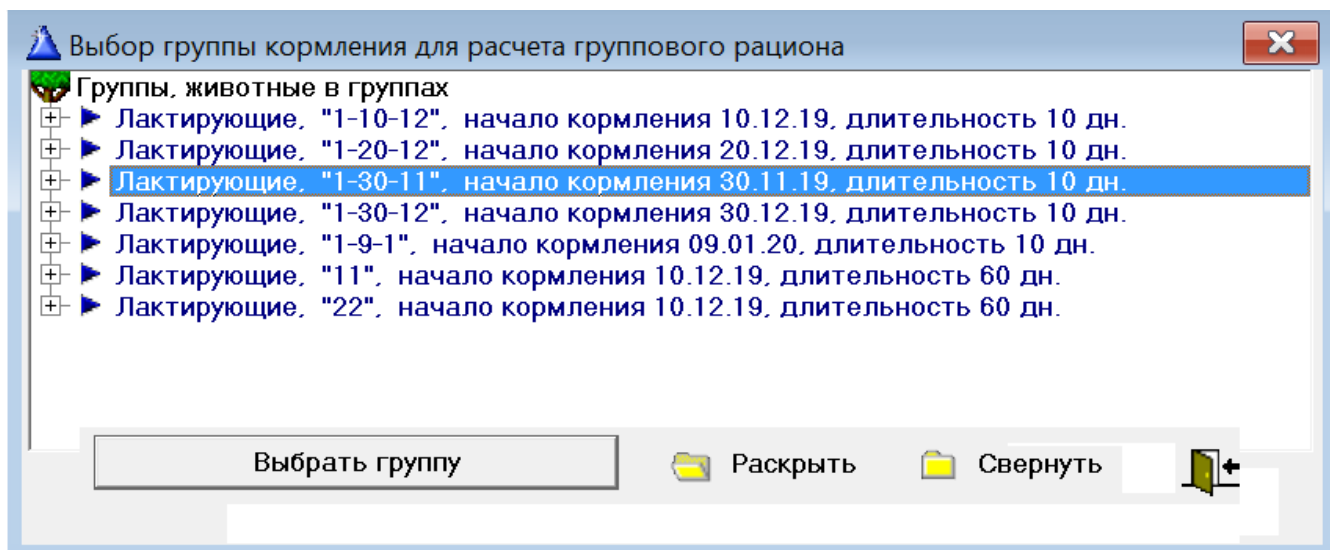 Выбор группы кормления для расчета группового рациона
Группы, животные в группах
Лактирующие, "1-10-12", начало кормления 10.12.19, длительность 10 дн.
Лактирующие, "1-20-12", начало кормления 20.12.19, длительность 10 дн.
Лактирующие, "1-30-11", начало кормления 30.11.19, длительность 10 дн.
Лактирующие, "1-30-12", начало кормления 30.12.19, длительность 10 дн.
Лактирующие, "1-9-1", начало кормления 09.01.20, длительность 10 дн.
Лактирующие, "11", начало кормления 10.12.19, длительность 60 дн.
Лактирующие, "22", начало кормления 10.12.19, длительность 60 дн.
Выбрать группу Раскрыть Свернуть